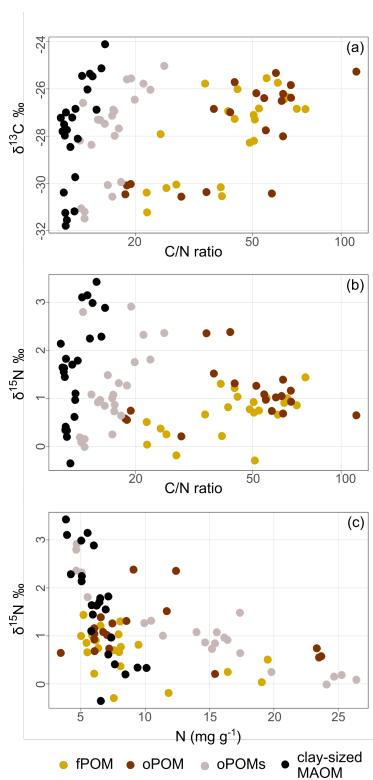 (a)
δ13C ‰
-24
-26
-28
-30
-32
20
50
100
C/N ratio
(b)
δ15N ‰
3
2
1
0
20
50
100
C/N ratio
(c)
δ15N ‰
3
2
1
0
5
10
15
20
25
N (mg g-1)
fPOM
oPOM
oPOMs
clay-sized
MAOM